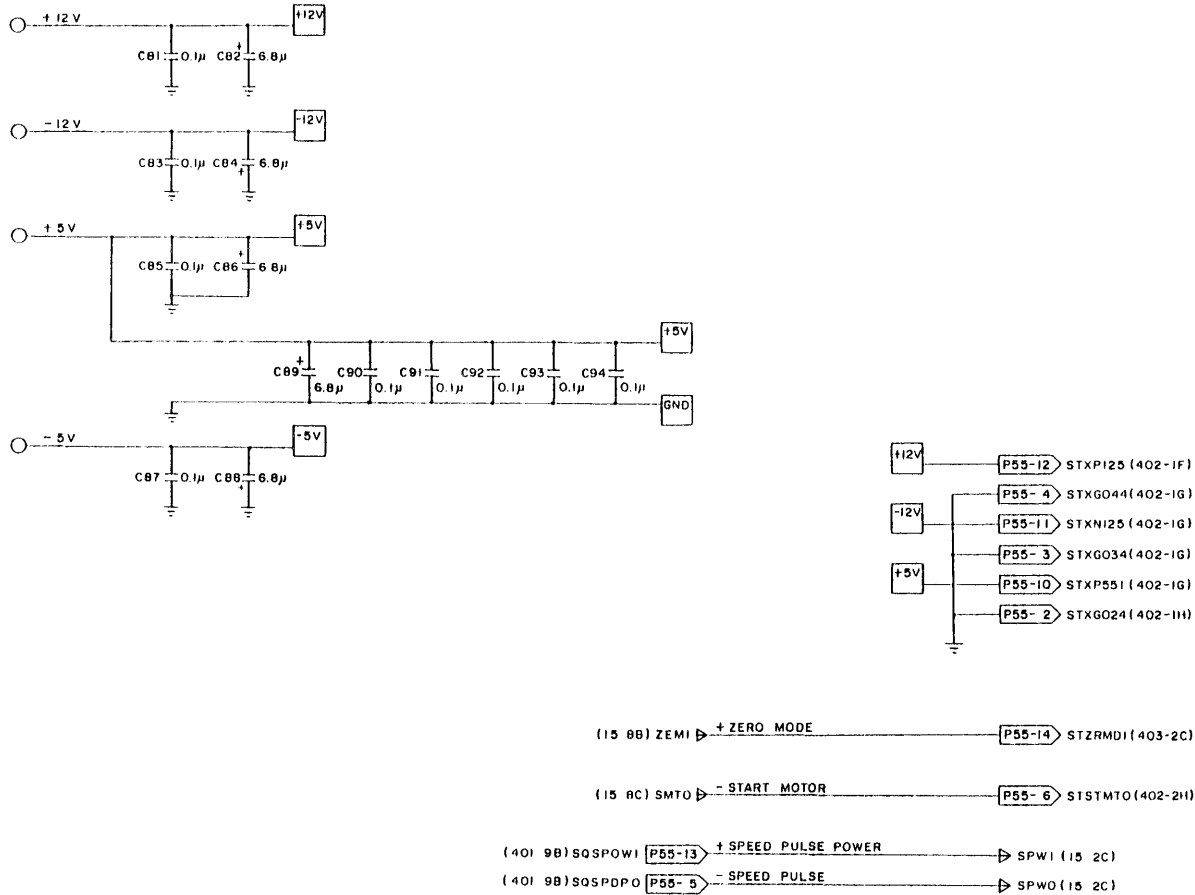 +12V +12V
C81 0.1μ C82 + 6.8μ
-12V -12V
C83 0.1μ C84 6.8μ +
+5V +5V
C85 0.1μ C86 + 6.8μ
+5V
+
C89 C90 C91 C92 C93 C94
6.8μ 0.1μ 0.1μ 0.1μ 0.1μ 0.1μ
GND
-5V -5V
C87 0.1μ C88 6.8μ +
+12V P55-12 STXP125 (402-1F)
P55-4 STXG044 (402-1G)
-12V P55-11 STXN125 (402-1G)
P55-3 STXG034 (402-1G)
+5V P55-10 STXP551 (402-1G)
P55-2 STXG024 (402-1H)
(15 8B) ZEM1 + ZERO MODE P55-14 STZRMD1 (403-2C)
(15 8C) SMT0 - START MOTOR P55-6 STSTMT0 (402-2H)
(401 9B) SQSPOW1 P55-13 + SPEED PULSE POWER SPW1 (15 2C)
(401 9B) SQSPDP0 P55-5 - SPEED PULSE SPW0 (15 2C)